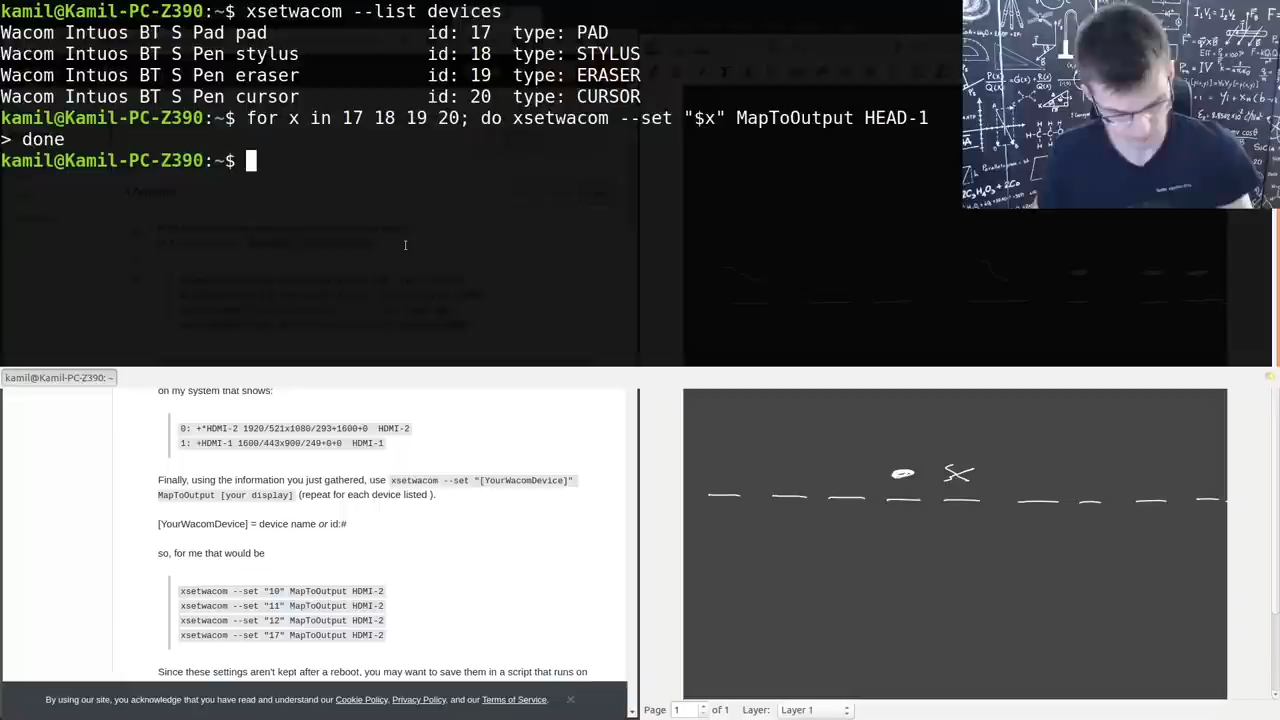 kamil@Kamil-PC-Z390:~$ xsetwacom --list devices
Wacom Intuos BT S Pad pad id: 17 type: PAD
Wacom Intuos BT S Pen stylus id: 18 type: STYLUS
Wacom Intuos BT S Pen eraser id: 19 type: ERASER
Wacom Intuos BT S Pen cursor id: 20 type: CURSOR
kamil@Kamil-PC-Z390:~$ for x in 17 18 19 20; do xsetwacom --set "$x" MapToOutput HEAD-1
> done
kamil@Kamil-PC-Z390:~$
kamil@Kamil-PC-Z390: ~
on my system that shows:
0: +*HDMI-2 1920/521x1080/293+1600+0 HDMI-2
1: +HDMI-1 1600/443x900/249+0+0 HDMI-1
Finally, using the information you just gathered, use xsetwacom --set "[YourWacomDevice]"
MapToOutput [your display] (repeat for each device listed ).
[YourWacomDevice] = device name or id:#
so, for me that would be
xsetwacom --set "10" MapToOutput HDMI-2
xsetwacom --set "11" MapToOutput HDMI-2
xsetwacom --set "12" MapToOutput HDMI-2
xsetwacom --set "17" MapToOutput HDMI-2
Since these settings aren't kept after a reboot, you may want to save them in a script that runs on
By using our site, you acknowledge that you have read and understand our Cookie Policy, Privacy Policy, and our Terms of Service.
Page 1 of 1 Layer: Layer 1